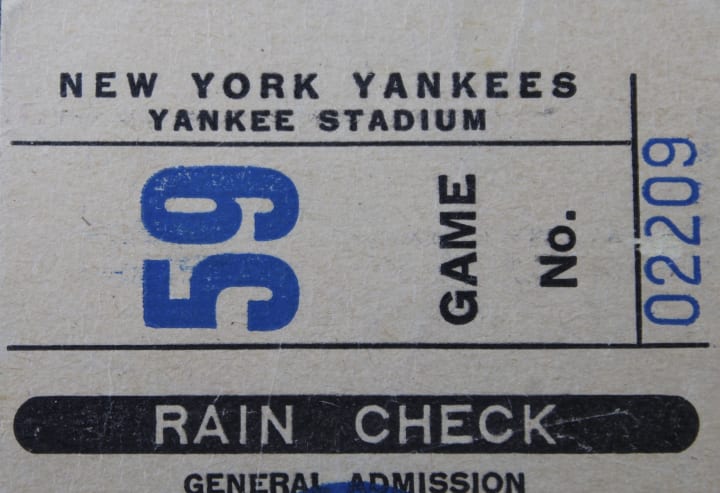 NEW YORK YANKEES
YANKEE STADIUM
GAME
No.
59
02209
RAIN CHECK
GENERAL ADMISSION